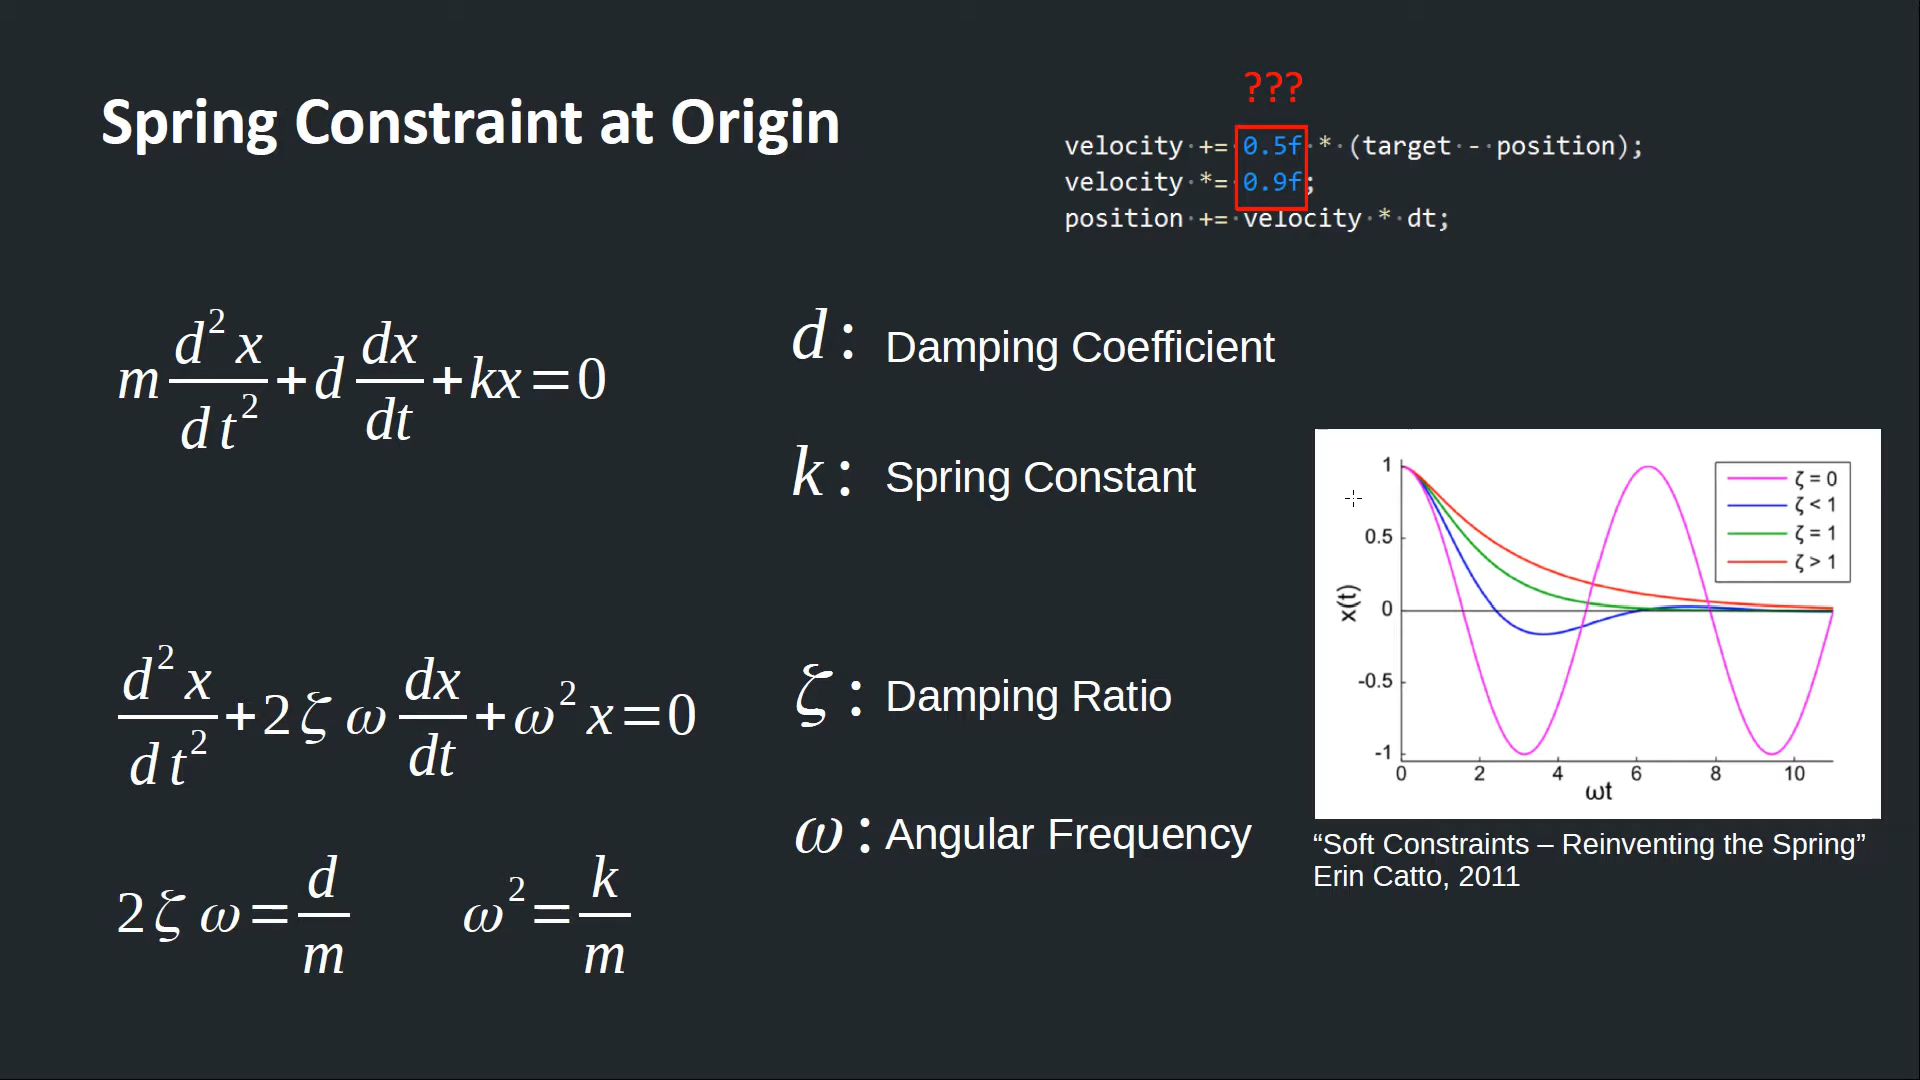 Spring Constraint at Origin
???
velocity += 0.5f * (target - position);
velocity *= 0.9f;
position += velocity * dt;
m d²x/dt² + d dx/dt + kx = 0
d : Damping Coefficient
k : Spring Constant
d²x/dt² + 2ζω dx/dt + ω²x = 0
2ζω = d/m
ω² = k/m
ζ : Damping Ratio
ω : Angular Frequency
1
0.5
0
-0.5
-1
x(t)
0 2 4 6 8 10
ωt
ζ = 0
ζ < 1
ζ = 1
ζ > 1
“Soft Constraints – Reinventing the Spring”
Erin Catto, 2011